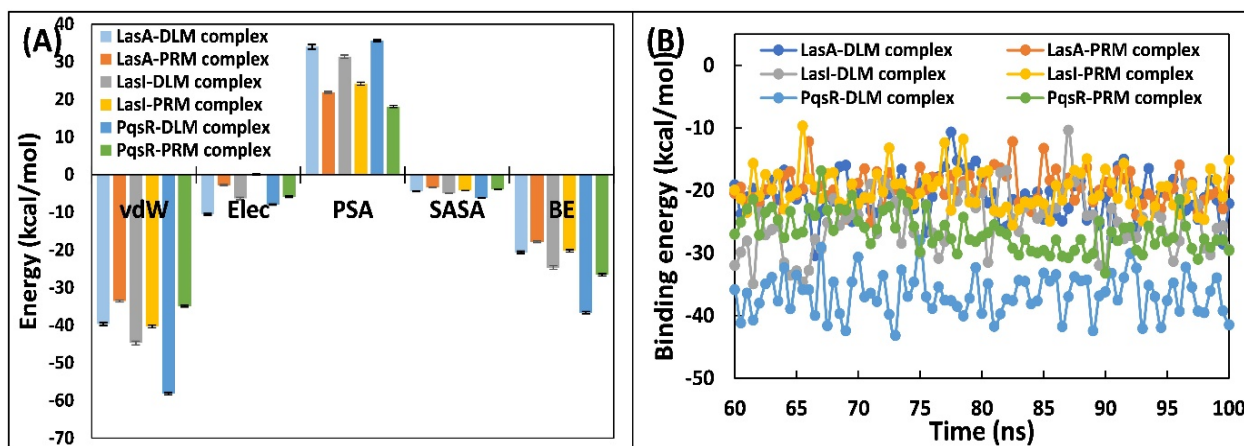 (A)
Energy (kcal/mol)
40
30
20
10
0
-10
-20
-30
-40
-50
-60
-70
LasA-DLM complex
LasA-PRM complex
LasI-DLM complex
LasI-PRM complex
PqsR-DLM complex
PqsR-PRM complex
vdW Elec PSA SASA BE
(B)
Binding energy (kcal/mol)
0
-10
-20
-30
-40
-50
LasA-DLM complex LasA-PRM complex
LasI-DLM complex LasI-PRM complex
PqsR-DLM complex PqsR-PRM complex
60 65 70 75 80 85 90 95 100
Time (ns)